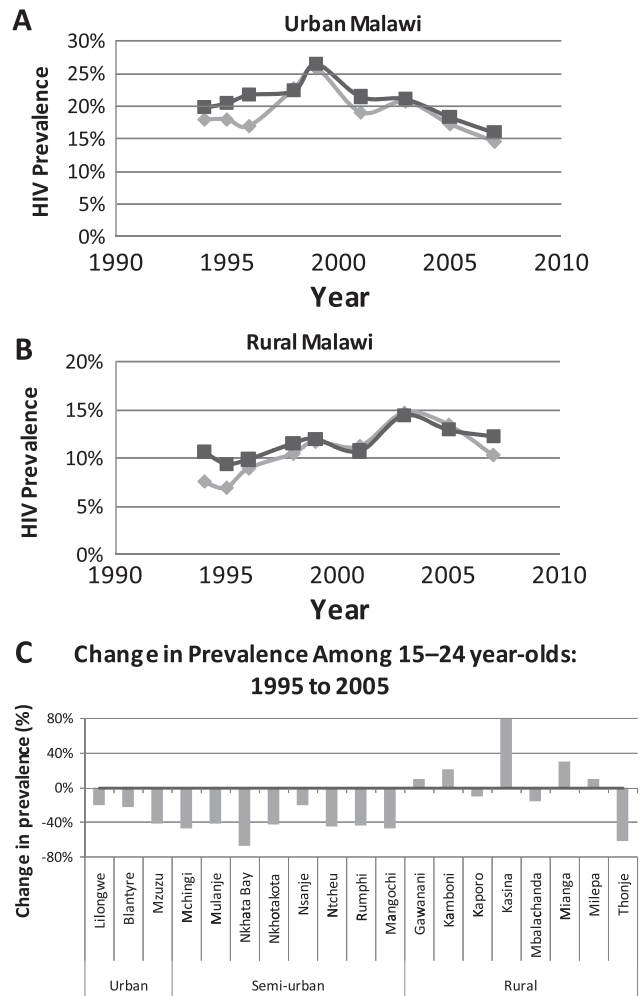 A
Urban Malawi
HIV Prevalence
30%
25%
20%
15%
10%
5%
0%
1990 1995 2000 2005 2010
Year
B
Rural Malawi
HIV Prevalence
20%
15%
10%
5%
0%
1990 1995 2000 2005 2010
Year
C Change in Prevalence Among 15–24 year-olds:
1995 to 2005
Change in prevalence (%)
80%
40%
0%
-40%
-80%
Lilongwe
Blantyre
Mzuzu
Mchingi
Mulanje
Nkhata Bay
Nkhotakota
Nsanje
Ntcheu
Rumphi
Mangochi
Gawanani
Kamboni
Kaporo
Kasina
Mbalachanda
Mianga
Milepa
Thonje
Urban Semi-urban Rural